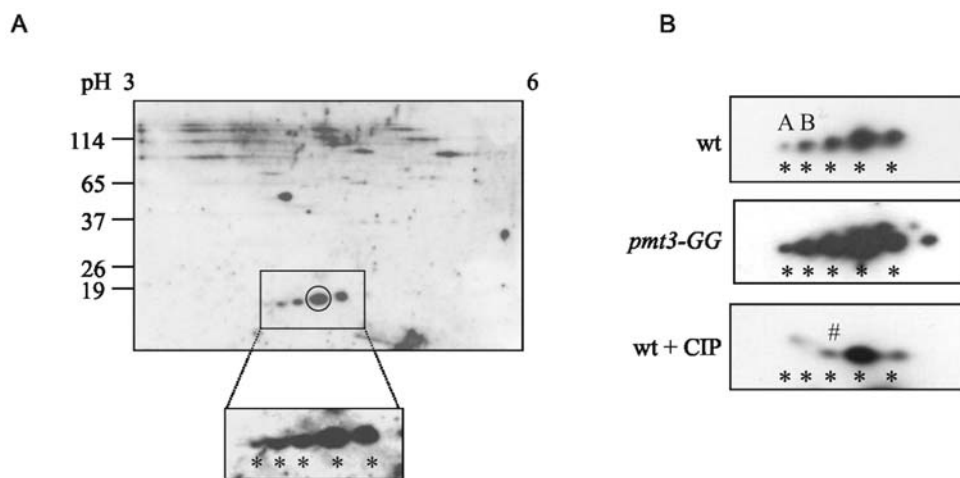 A
pH 3 6
114
65
37
26
19
* * * * *
B
wt
A B
* * * * *
pmt3-GG
* * * * *
wt + CIP
#
* * * * *